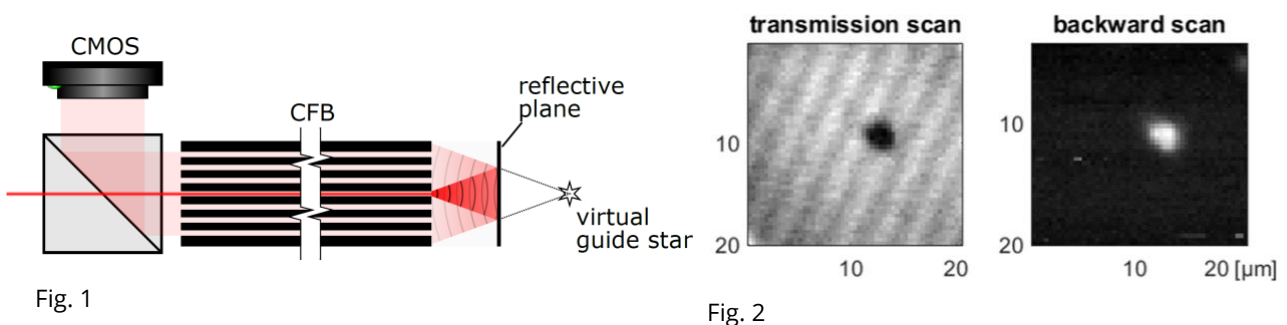 CMOS
CFB
reflective
plane
virtual
guide star
Fig. 1
transmission scan
10
20
10
20
backward scan
10
20
10
20 [µm]
Fig. 2